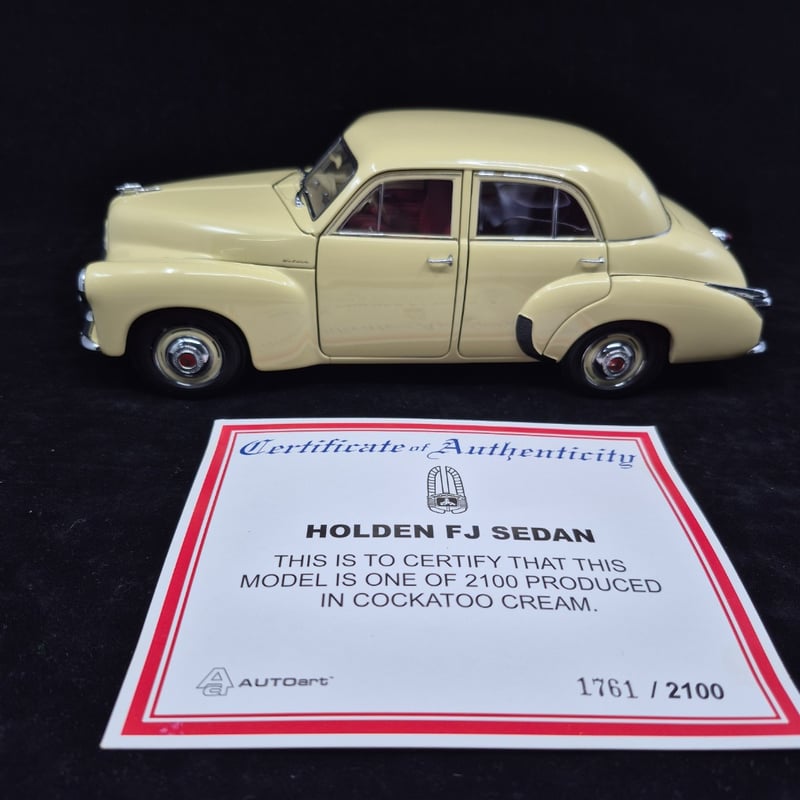 Certificate of Authenticity
HOLDEN FJ SEDAN
THIS IS TO CERTIFY THAT THIS
MODEL IS ONE OF 2100 PRODUCED
IN COCKATOO CREAM.
AUTOart™
1761 / 2100